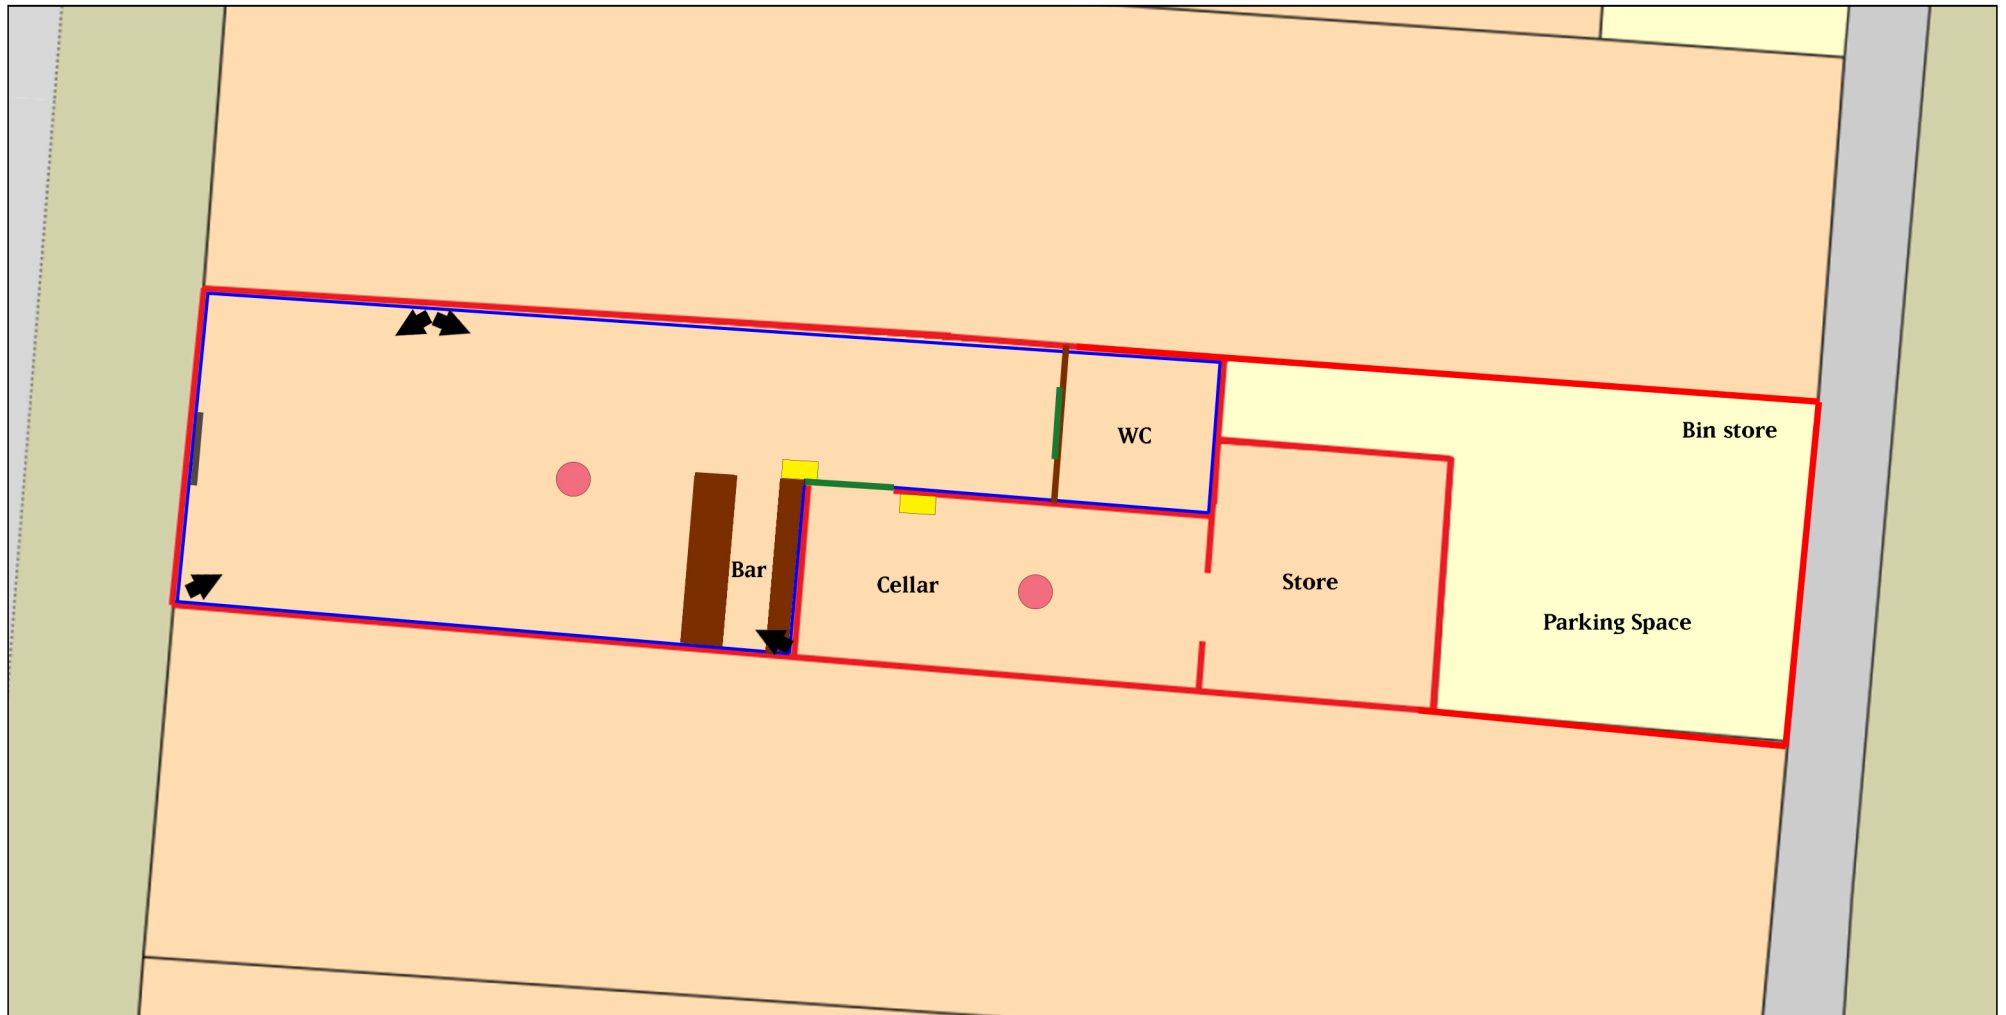 Bin store
WC
Bar
Cellar
Store
Parking Space